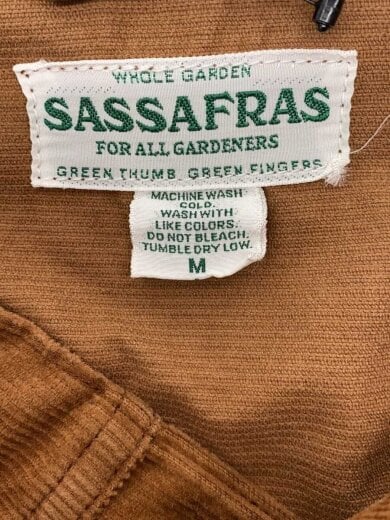 WHOLE GARDEN
SASSAFRAS
FOR ALL GARDENERS
GREEN THUMB GREEN FINGERS
MACHINE WASH
COLD.
WASH WITH
LIKE COLORS.
DO NOT BLEACH.
TUMBLE DRY LOW.
M